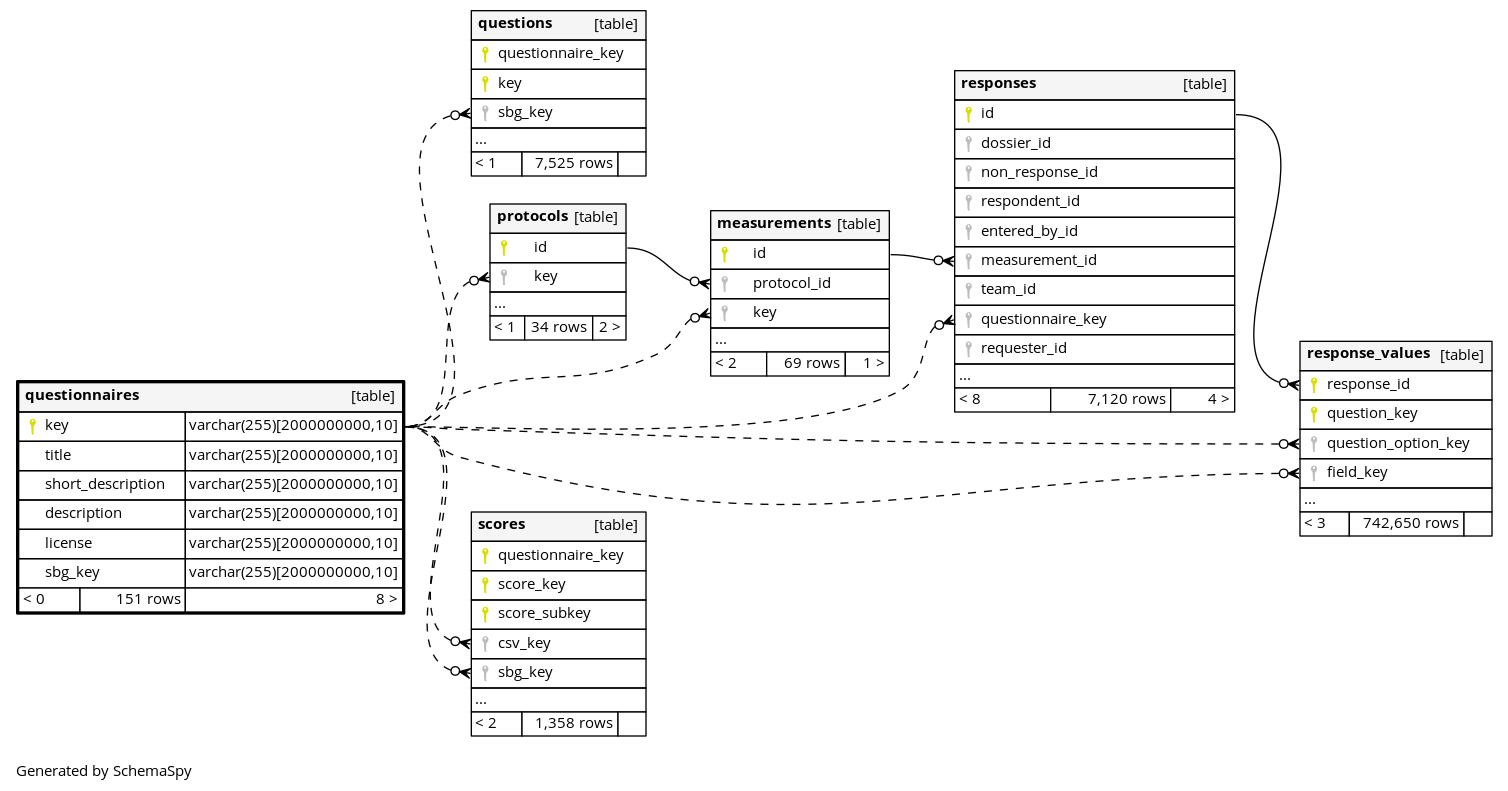 questions [table]
questionnaire_key
key
sbg_key
...
< 1 7,525 rows
protocols [table]
id
key
...
< 1 34 rows 2 >
measurements [table]
id
protocol_id
key
...
< 2 69 rows 1 >
responses [table]
id
dossier_id
non_response_id
respondent_id
entered_by_id
measurement_id
team_id
questionnaire_key
requester_id
...
< 8 7,120 rows 4 >
response_values [table]
response_id
question_key
question_option_key
field_key
...
< 3 742,650 rows
questionnaires [table]
key varchar(255)[2000000000,10]
title varchar(255)[2000000000,10]
short_description varchar(255)[2000000000,10]
description varchar(255)[2000000000,10]
license varchar(255)[2000000000,10]
sbg_key varchar(255)[2000000000,10]
< 0 151 rows 8 >
scores [table]
questionnaire_key
score_key
score_subkey
csv_key
sbg_key
...
< 2 1,358 rows
Generated by SchemaSpy